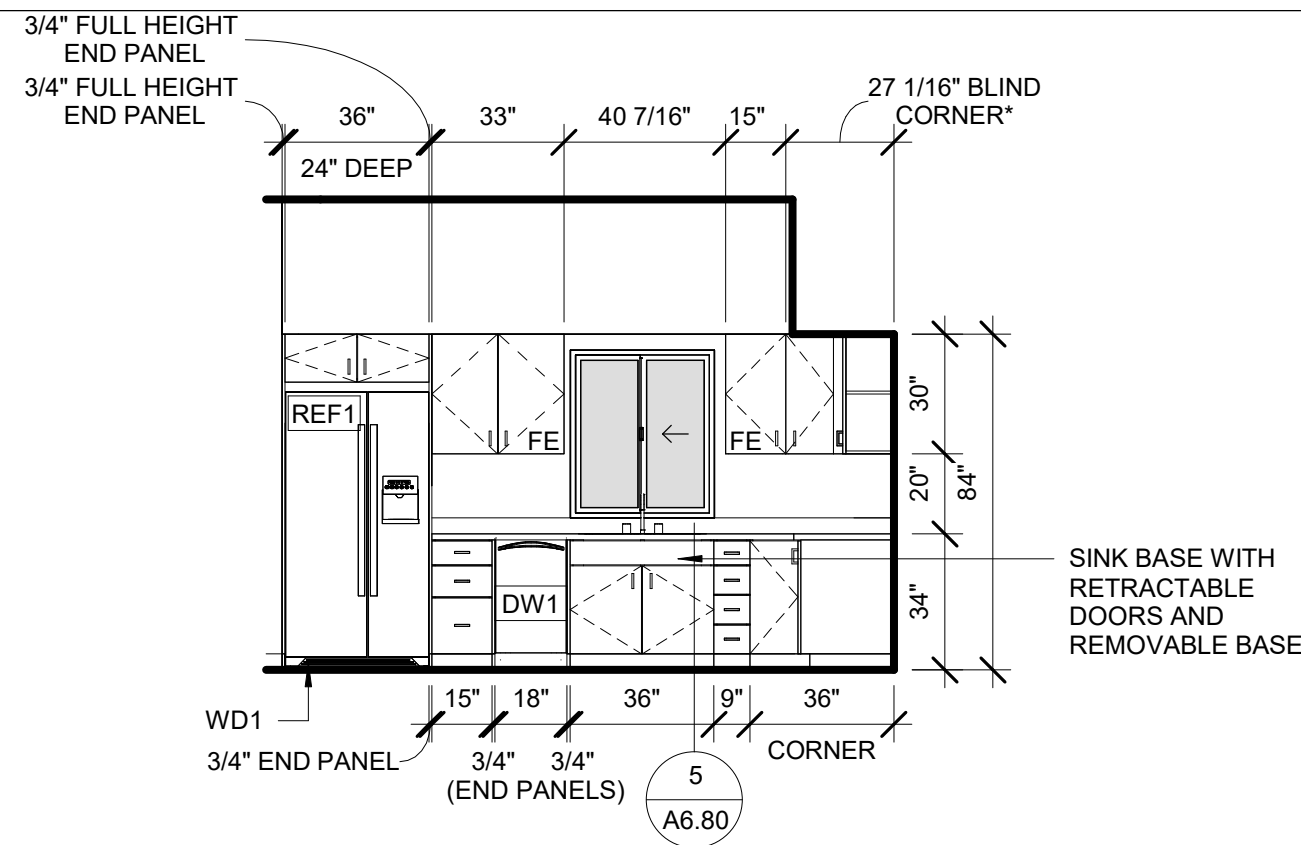 3/4" FULL HEIGHT
END PANEL
3/4" FULL HEIGHT
END PANEL
36"
33"
40 7/16"
15"
27 1/16" BLIND
CORNER*
24" DEEP
REF1
FE
FE
30"
20"
84"
34"
DW1
SINK BASE WITH
RETRACTABLE
DOORS AND
REMOVABLE BASE
WD1
15"
18"
36"
9"
36"
3/4" END PANEL
3/4"
3/4"
(END PANELS)
CORNER
5
A6.80